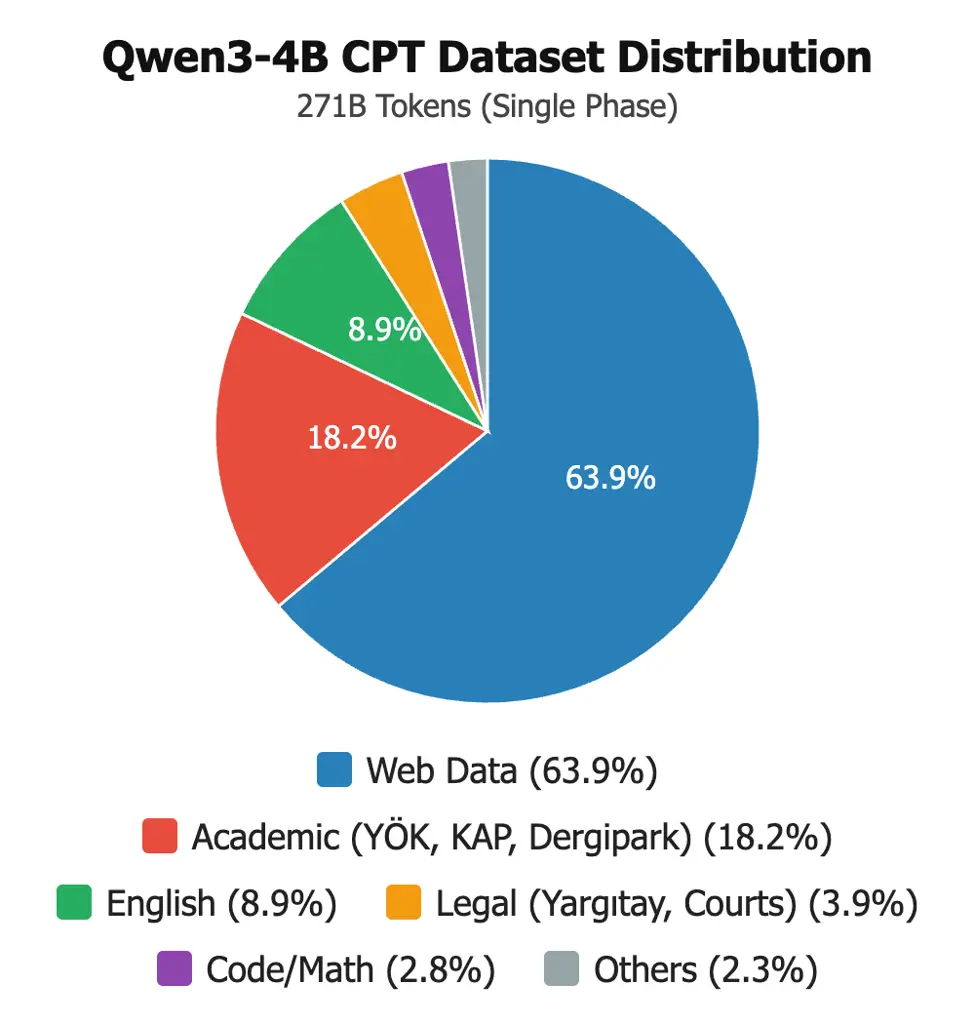 Qwen3-4B CPT Dataset Distribution
271B Tokens (Single Phase)
8.9%
18.2%
63.9%
Web Data (63.9%)
Academic (YÖK, KAP, Dergipark) (18.2%)
English (8.9%) Legal (Yargıtay, Courts) (3.9%)
Code/Math (2.8%) Others (2.3%)